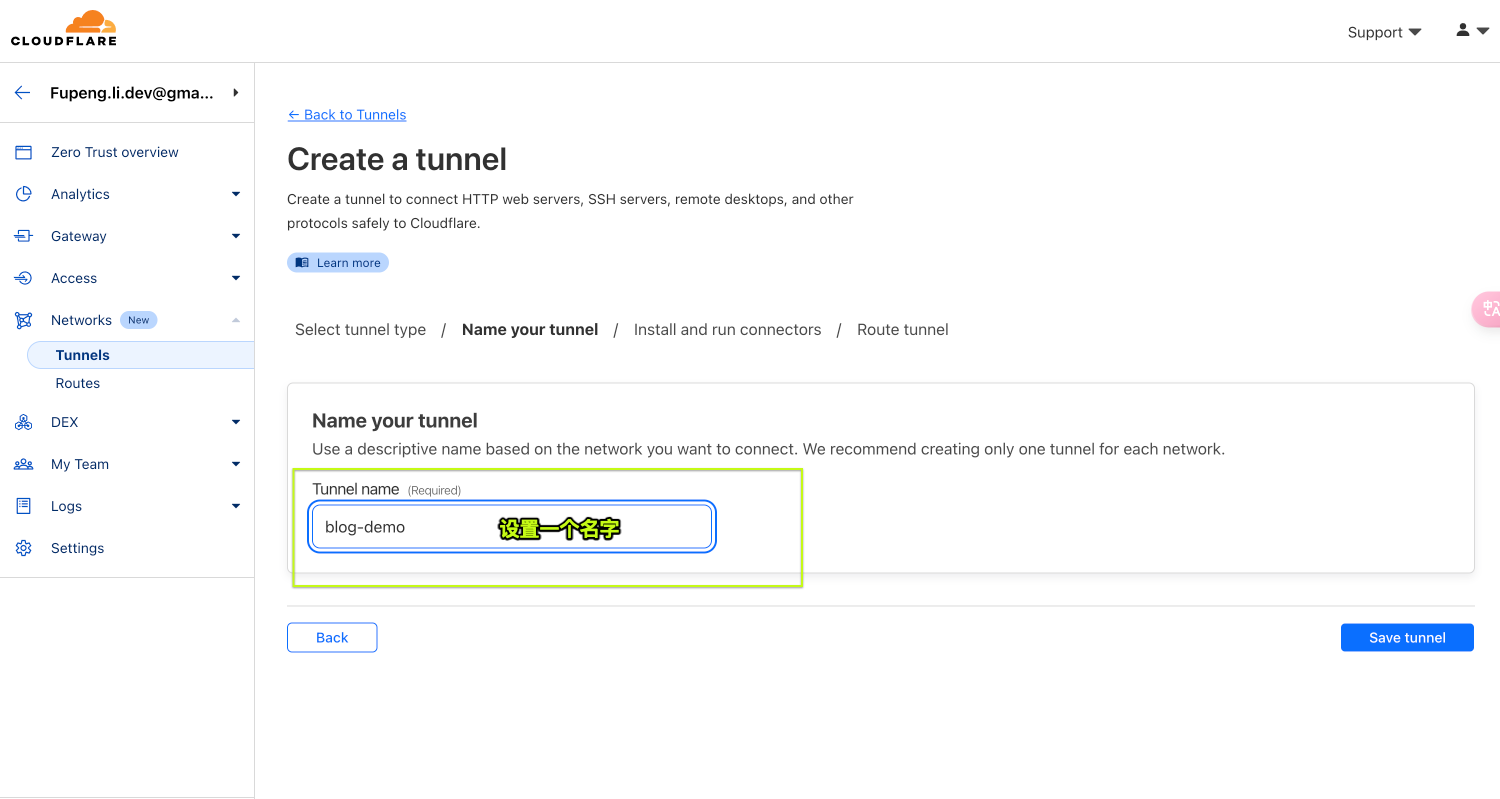 CLOUDFLARE
Support
Fupeng.li.dev@gma...
Zero Trust overview
Analytics
Gateway
Access
Networks New
Tunnels
Routes
DEX
My Team
Logs
Settings
← Back to Tunnels
Create a tunnel
Create a tunnel to connect HTTP web servers, SSH servers, remote desktops, and other
protocols safely to Cloudflare.
Learn more
Select tunnel type / Name your tunnel / Install and run connectors / Route tunnel
Name your tunnel
Use a descriptive name based on the network you want to connect. We recommend creating only one tunnel for each network.
Tunnel name (Required)
blog-demo 设置一个名字
Back
Save tunnel
中
A